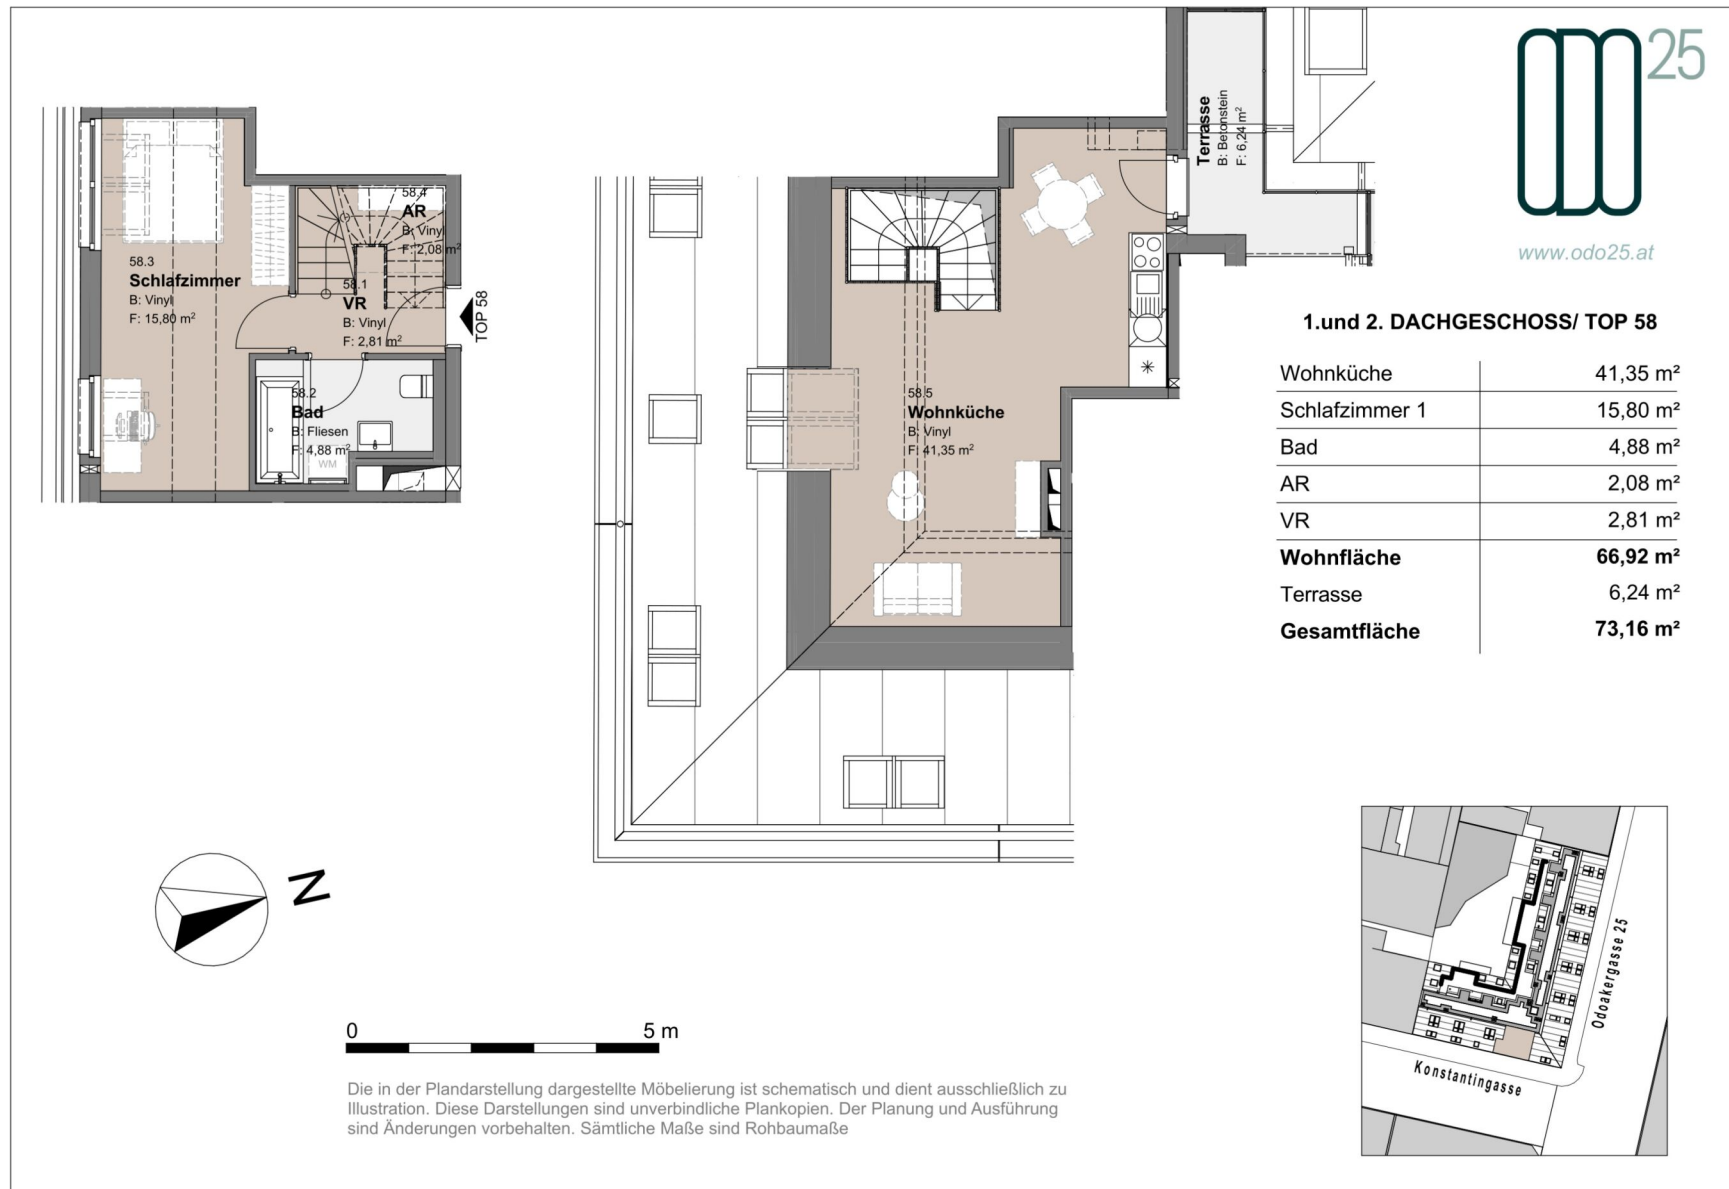 ODO 25
www.odo25.at
58.3
Schlafzimmer
B: Vinyl
F: 15,80 m²
58.4
AR
B: Vinyl
F: 2,08 m²
58.1
VR
B: Vinyl
F: 2,81 m²
TOP 58
58.2
Bad
B: Fliesen
F: 4,88 m²
WM
58.5
Wohnküche
B: Vinyl
F: 41,35 m²
Terrasse
B: Betonstein
F: 6,24 m²
1.und 2. DACHGESCHOSS/ TOP 58
Wohnküche 41,35 m²
Schlafzimmer 1 15,80 m²
Bad 4,88 m²
AR 2,08 m²
VR 2,81 m²
Wohnfläche 66,92 m²
Terrasse 6,24 m²
Gesamtfläche 73,16 m²
N
0 5 m
Die in der Plandarstellung dargestellte Möbelierung ist schematisch und dient ausschließlich zu
Illustration. Diese Darstellungen sind unverbindliche Plankopien. Der Planung und Ausführung
sind Änderungen vorbehalten. Sämtliche Maße sind Rohbaumaße
Odoakergasse 25
Konstantingasse